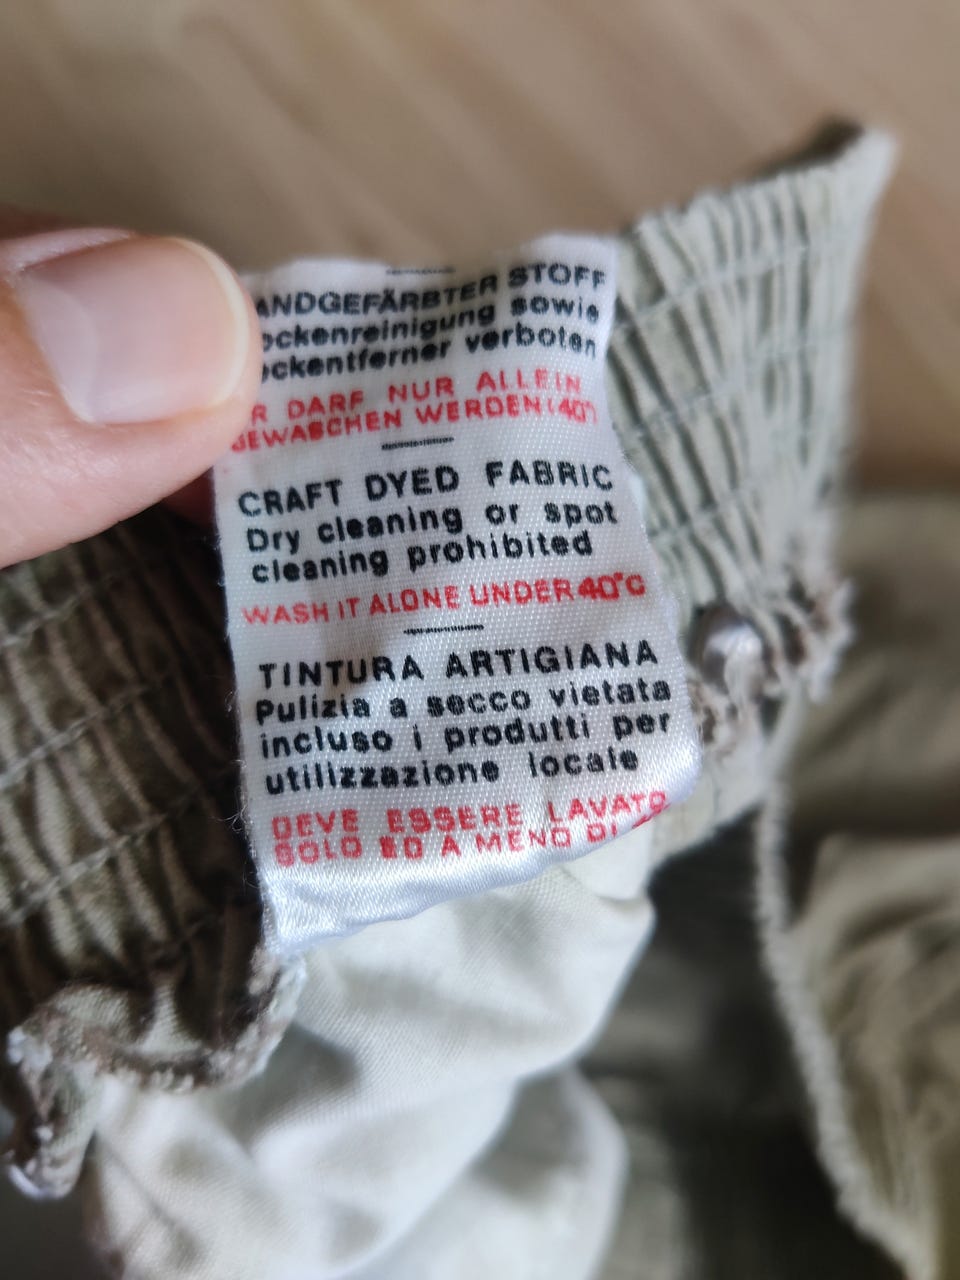 ANDGEFÄRBTER STOFF
ockenreinigung sowie
ockentferner verboten
R DARF NUR ALLEIN
GEWASCHEN WERDEN (40°)
CRAFT DYED FABRIC
Dry cleaning or spot
cleaning prohibited
WASH IT ALONE UNDER 40°C
TINTURA ARTIGIANA
Pulizia a secco vietata
incluso i produtti per
utilizzazione locale
DEVE ESSERE LAVATO
SOLO ED A MENO DI